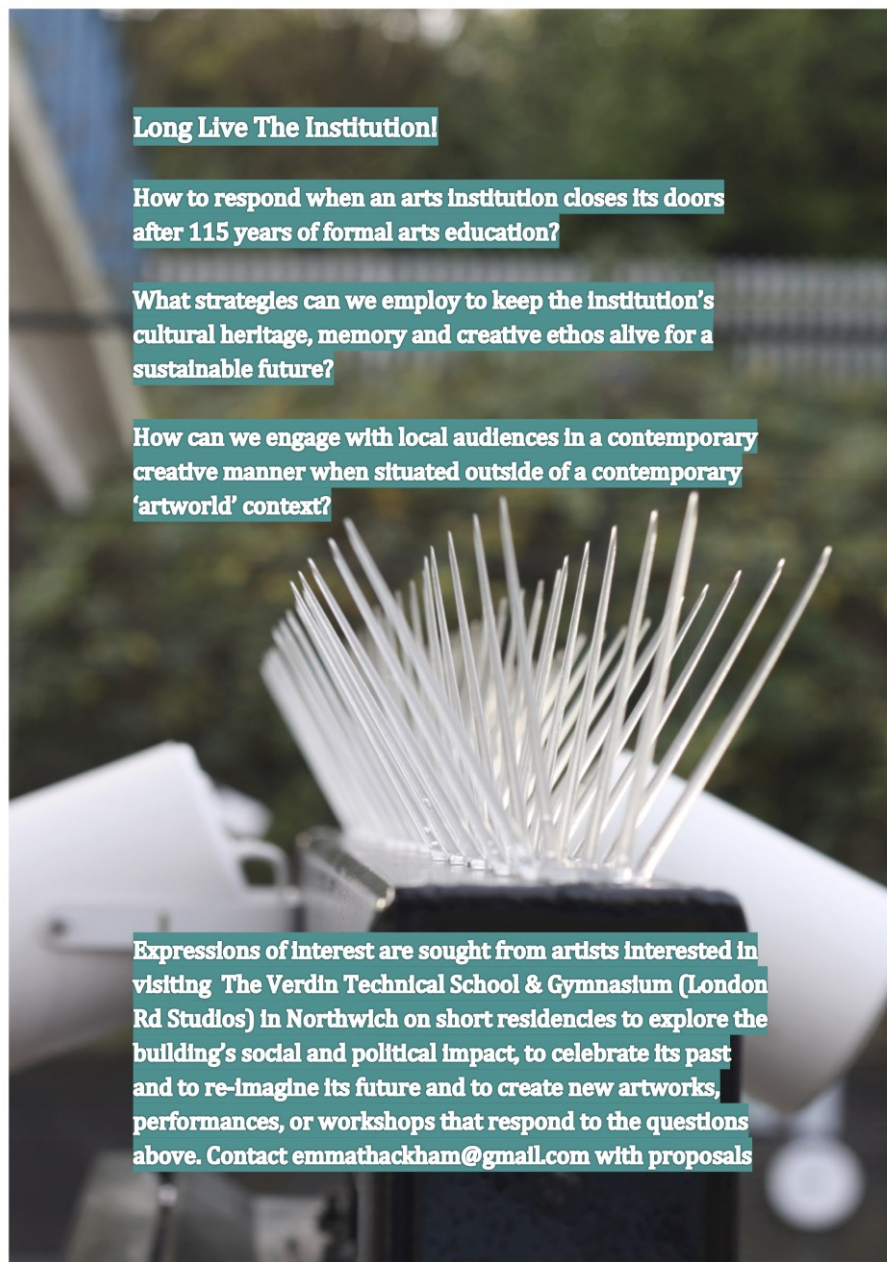 Long Live The Institution!
How to respond when an arts institution closes its doors
after 115 years of formal arts education?
What strategies can we employ to keep the institution's
cultural heritage, memory and creative ethos alive for a
sustainable future?
How can we engage with local audiences in a contemporary
creative manner when situated outside of a contemporary
‘artworld’ context?
Expressions of interest are sought from artists interested in
visiting  The Verdin Technical School & Gymnasium (London
Rd Studios) in Northwich on short residencies to explore the
building’s social and political impact, to celebrate its past
and to re-imagine its future and to create new artworks,
performances, or workshops that respond to the questions
above. Contact emmathackham@gmail.com with proposals